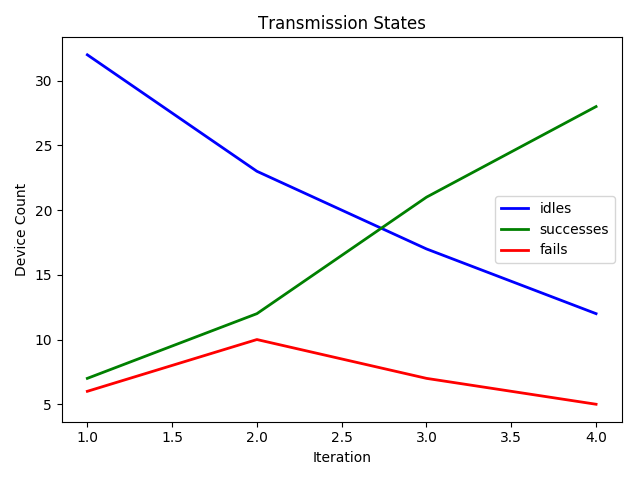 Transmission States
Device Count
30
25
20
15
10
5
idles
successes
fails
1.0 1.5 2.0 2.5 3.0 3.5 4.0
Iteration